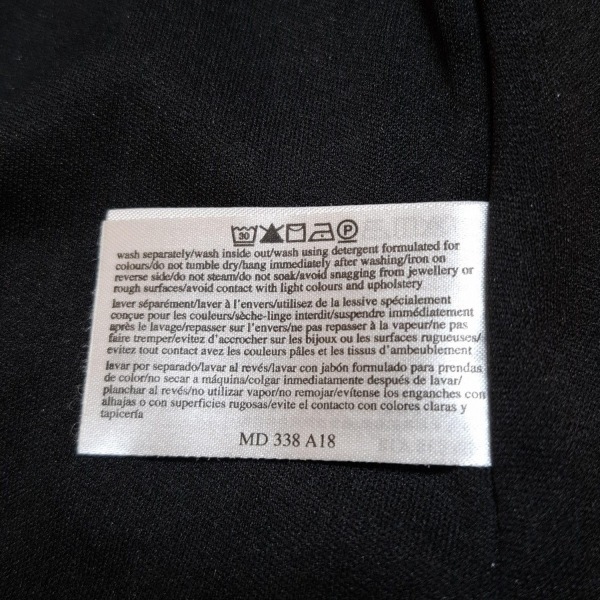 30 P
wash separately/wash inside out/wash using detergent formulated for
colours/do not tumble dry/hang immediately after washing/iron on
reverse side/do not steam/do not soak/avoid snagging from jewellery or
rough surfaces/avoid contact with light colours and upholstery
laver séparément/laver à l'envers/utilisez de la lessive spécialement
conçue pour les couleurs/sèche-linge interdit/suspendre immédiatement
après le lavage/repasser sur l'envers/ne pas repasser à la vapeur/ne pas
faire tremper/evitez d'accrocher sur les bijoux ou les surfaces rugueuses/
evitez tout contact avec les couleurs pâles et les tissus d'ambeublement
lavar por separado/lavar al revés/lavar con jabón formulado para prendas
de color/no secar a máquina/colgar inmediatamente después de lavar/
planchar al revés/no utilizar vapor/no remojar/evítense los enganches con
alhajas o con superficies rugosas/evite el contacto con colores claros y
tapicería
MD 338 A18